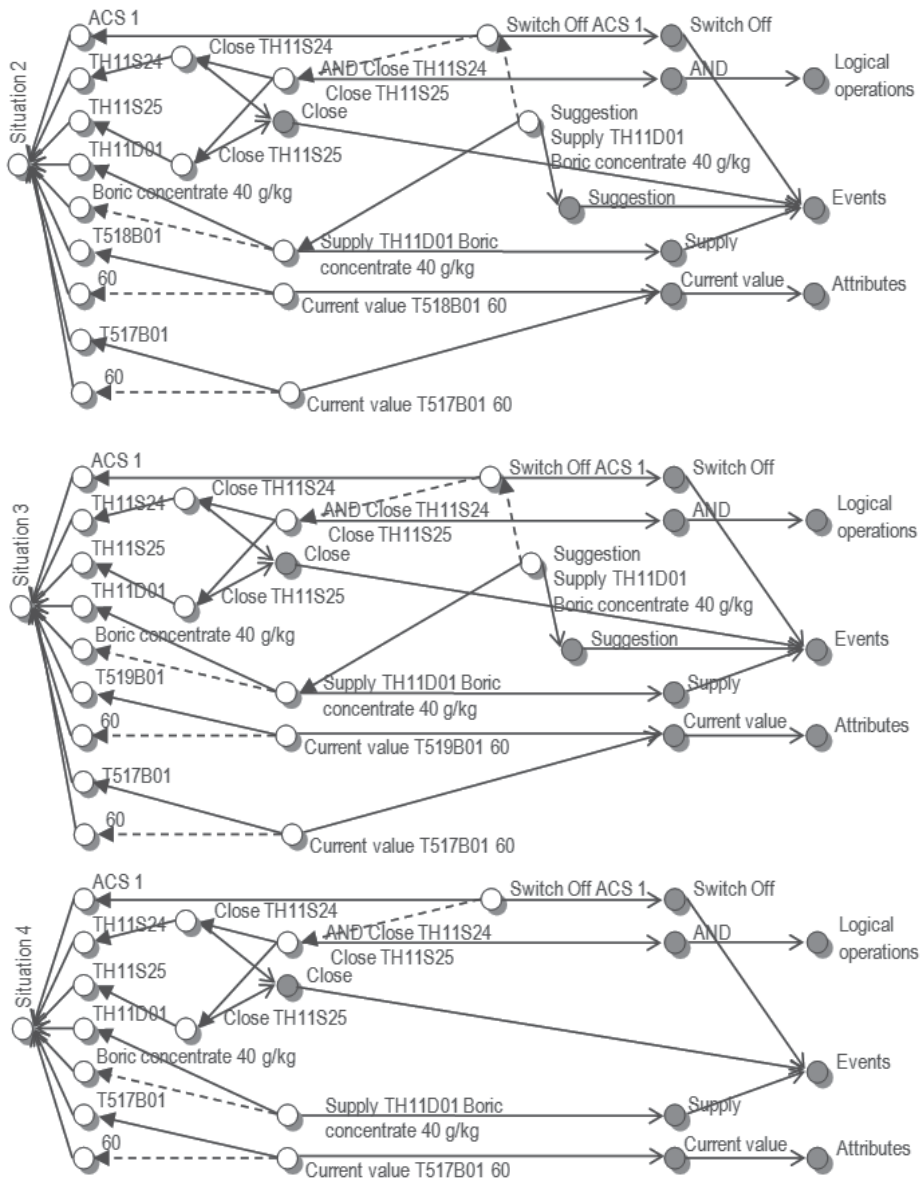 Situation 2
ACS 1
Switch Off ACS 1
Switch Off
TH11S24
Close TH11S24
AND Close TH11S24
Close TH11S25
AND
Logical
operations
TH11S25
Close
Close TH11S25
Suggestion
Supply TH11D01
Boric concentrate 40 g/kg
TH11D01
Boric concentrate 40 g/kg
Suggestion
Events
T518B01
Supply TH11D01 Boric
concentrate 40 g/kg
Supply
60
Current value T518B01 60
Current value
Attributes
T517B01
60
Current value T517B01 60
Situation 3
ACS 1
Switch Off ACS 1
Switch Off
TH11S24
Close TH11S24
AND Close TH11S24
Close TH11S25
AND
Logical
operations
TH11S25
Close
Close TH11S25
Suggestion
Supply TH11D01
Boric concentrate 40 g/kg
TH11D01
Boric concentrate 40 g/kg
Suggestion
Events
T519B01
Supply TH11D01 Boric
concentrate 40 g/kg
Supply
60
Current value T519B01 60
Current value
Attributes
T517B01
60
Current value T517B01 60
Situation 4
ACS 1
Switch Off ACS 1
Switch Off
TH11S24
Close TH11S24
AND Close TH11S24
Close TH11S25
AND
Logical
operations
TH11S25
Close
Close TH11S25
TH11D01
Boric concentrate 40 g/kg
Events
T517B01
Supply TH11D01 Boric
concentrate 40 g/kg
Supply
60
Current value T517B01 60
Current value
Attributes